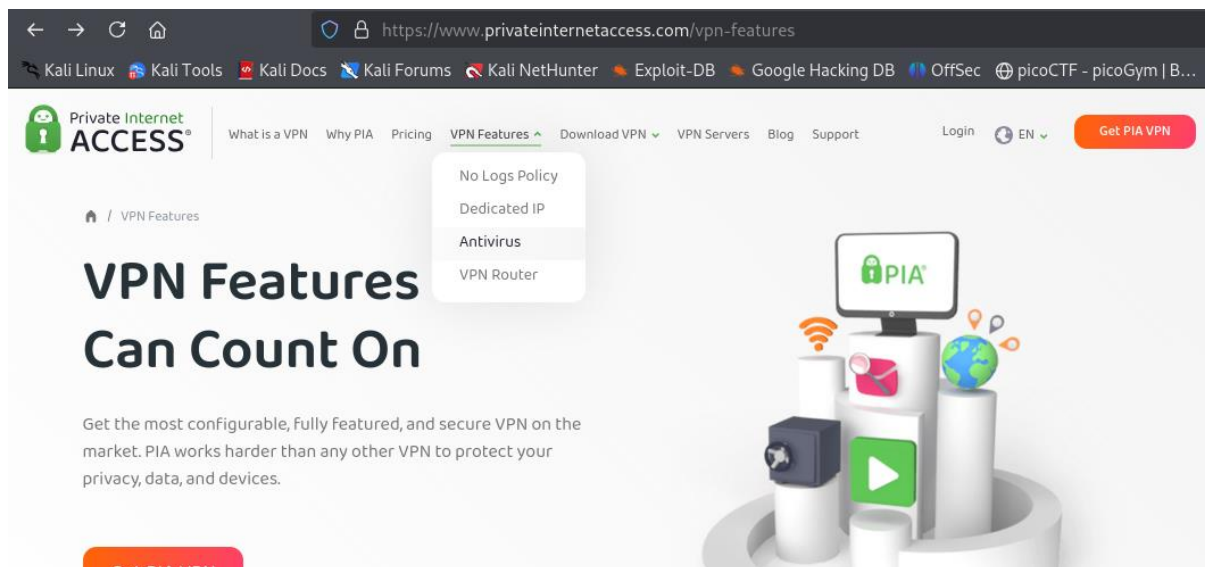 https://www.privateinternetaccess.com/vpn-features
Kali Linux Kali Tools Kali Docs Kali Forums Kali NetHunter Exploit-DB Google Hacking DB OffSec picoCTF - picoGym | B...
Private Internet
ACCESS®
What is a VPN Why PIA Pricing VPN Features Download VPN VPN Servers Blog Support Login EN Get PIA VPN
No Logs Policy
Dedicated IP
Antivirus
VPN Router
/ VPN Features
VPN Features
Can Count On
PIA
Get the most configurable, fully featured, and secure VPN on the
market. PIA works harder than any other VPN to protect your
privacy, data, and devices.